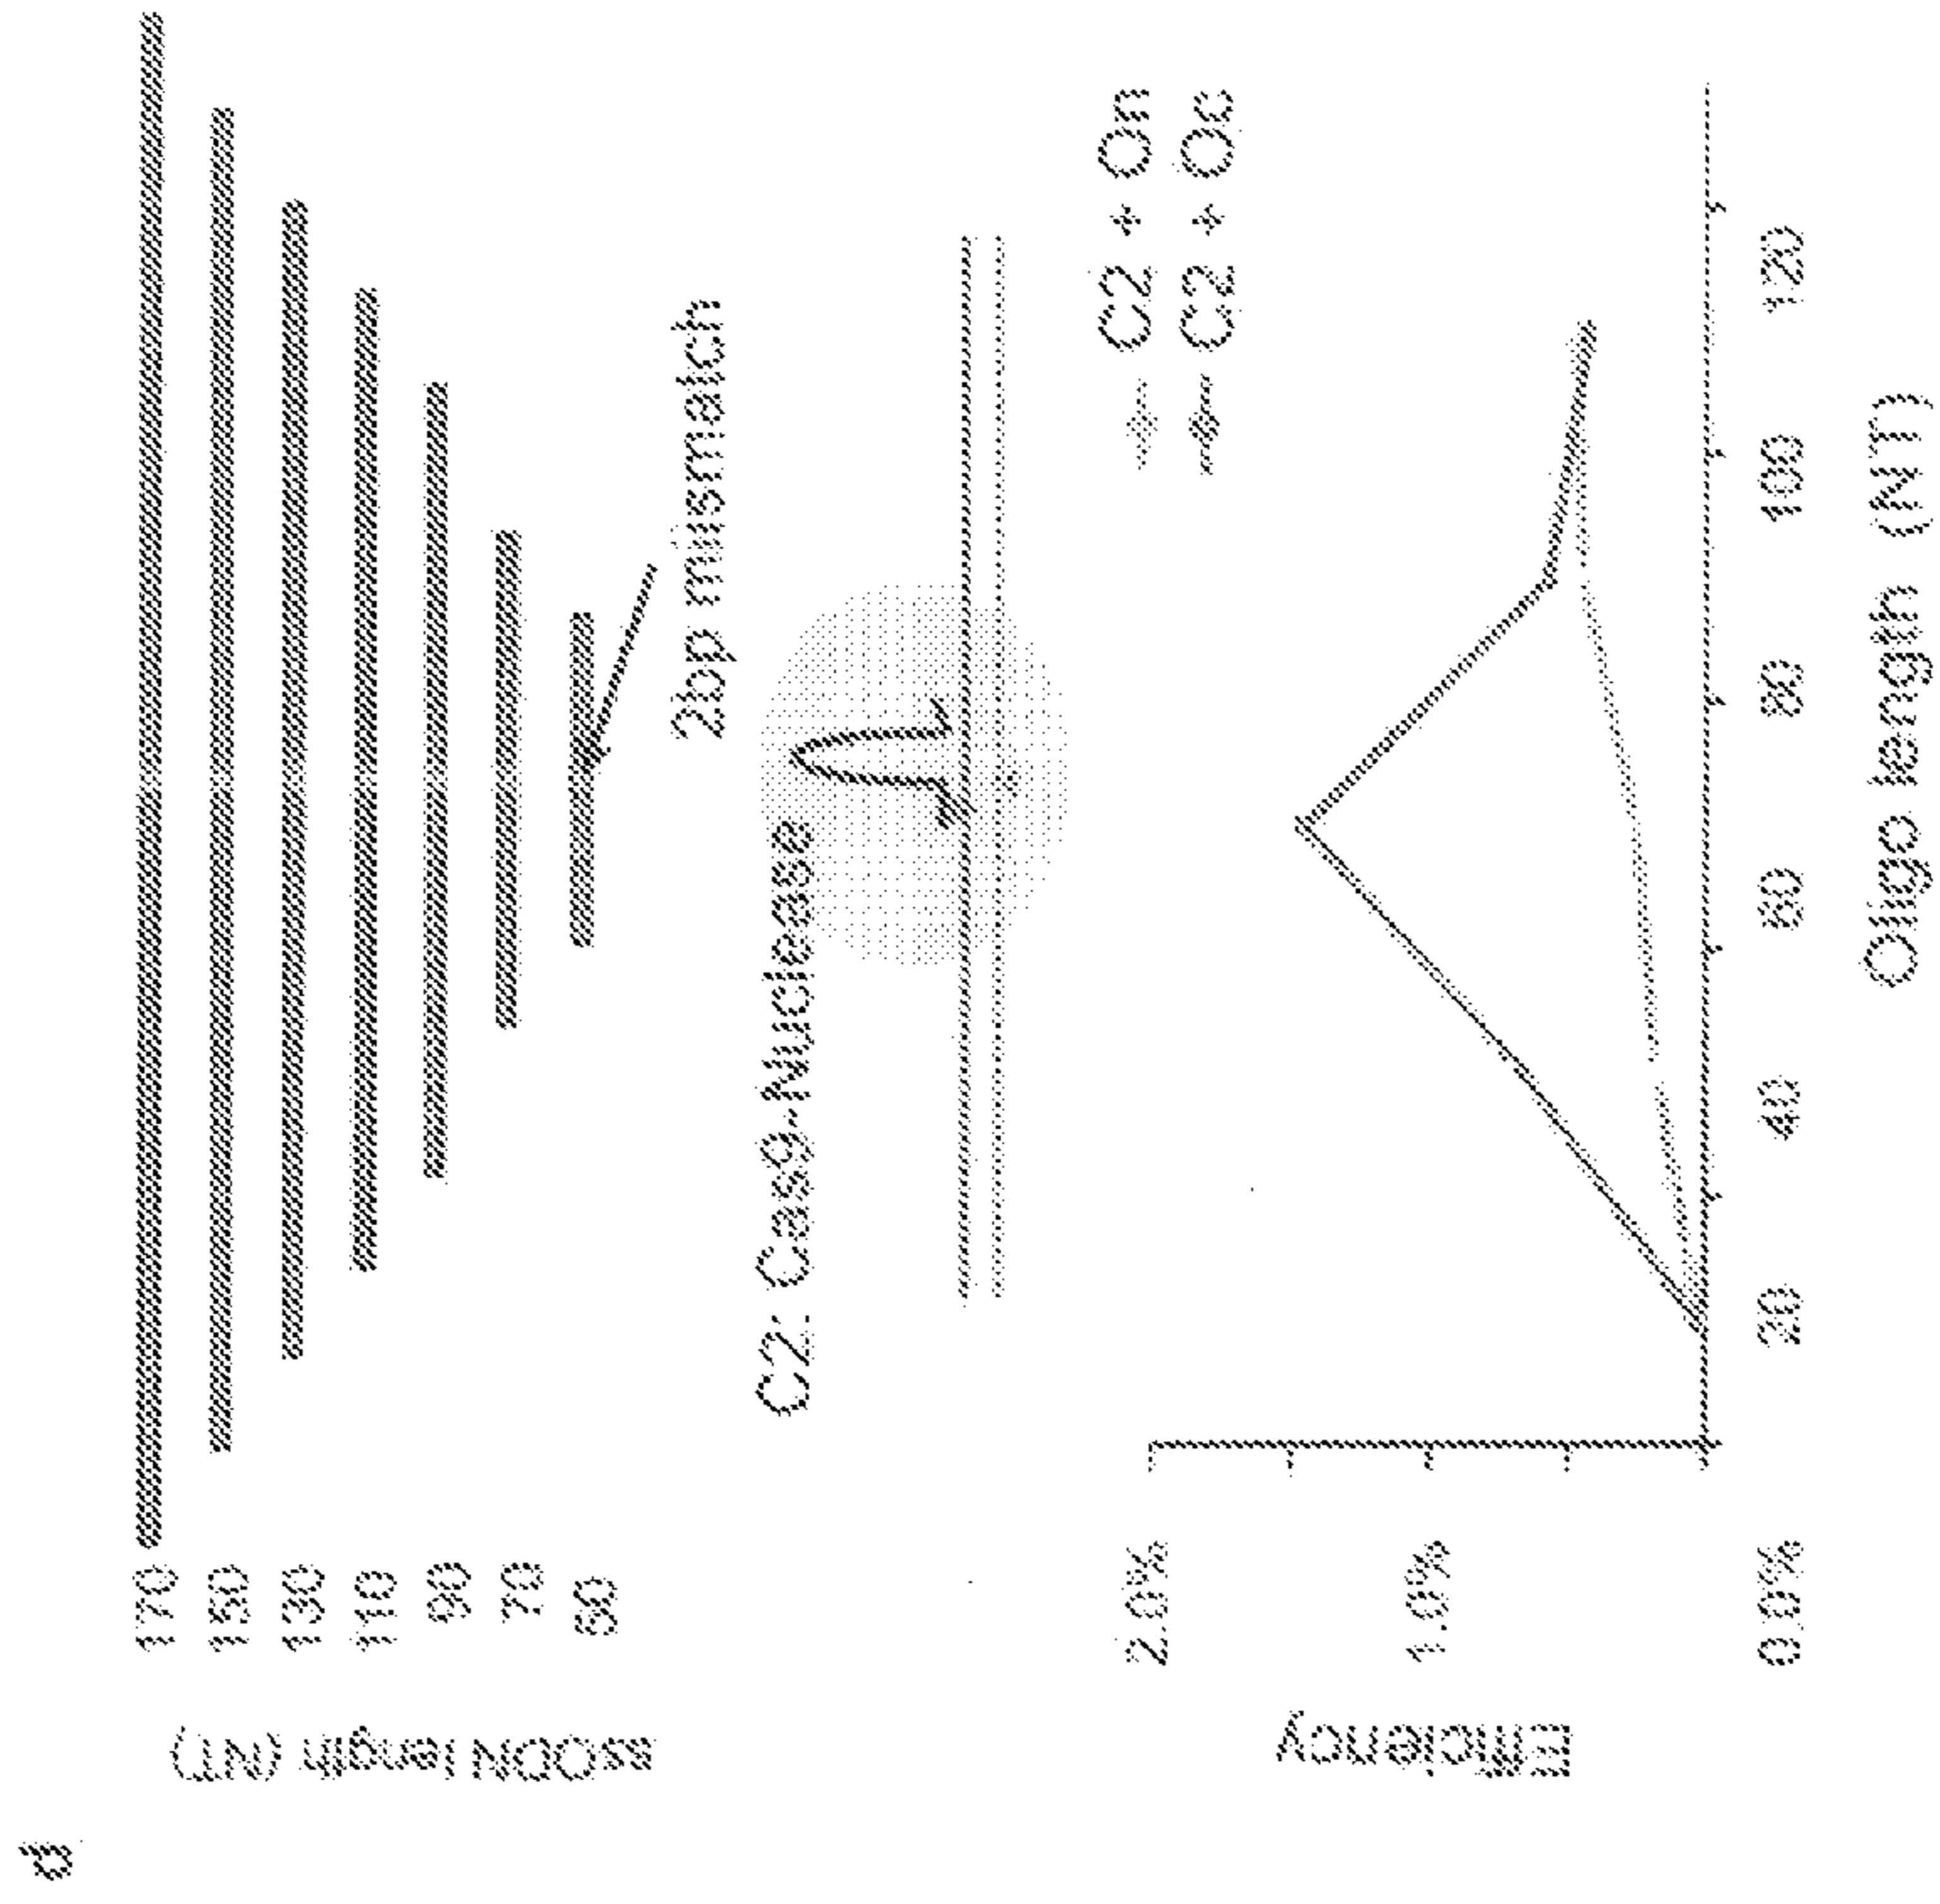 ssODN length (NT)
170
150
130
110
90
70
50
2bp mismatch
C2: Cas9-Nuclease
C2 + On
C2 + Oc
Efficiency
2.0%
1.0%
0.0%
20 40 60 80 100 120
Oligo length (NT)